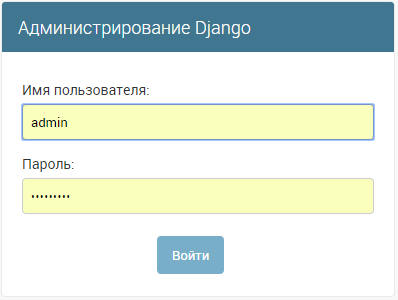 Администрирование Django
Имя пользователя:
admin
Пароль:
•••••••••
Войти